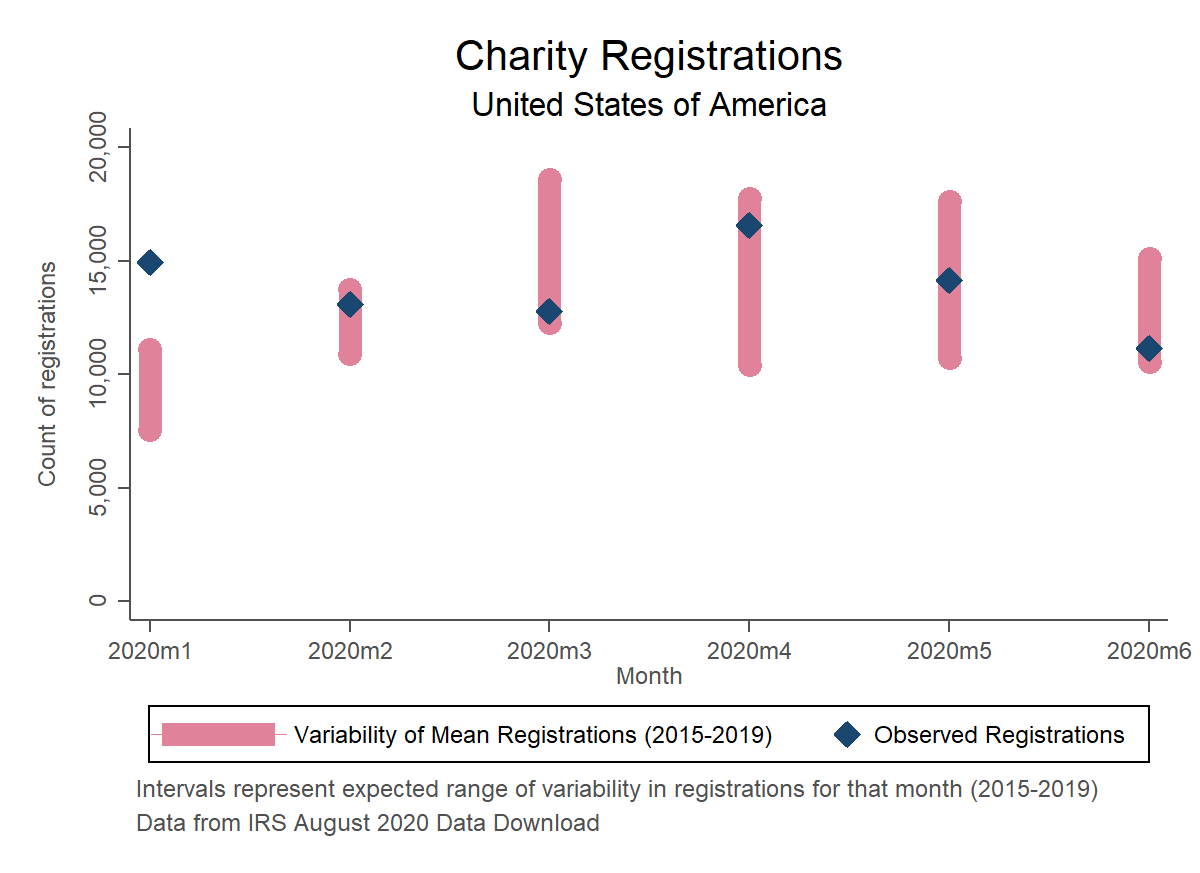 Charity Registrations
United States of America
Count of registrations
20,000
15,000
10,000
5,000
0
2020m1 2020m2 2020m3 2020m4 2020m5 2020m6
Month
Variability of Mean Registrations (2015-2019) Observed Registrations
Intervals represent expected range of variability in registrations for that month (2015-2019)
Data from IRS August 2020 Data Download